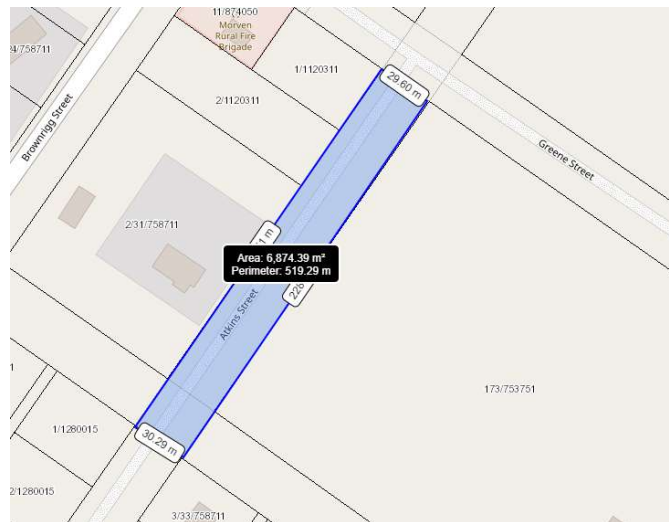 11/874050
Morven
Rural Fire
Brigade
24/758711
1/1120311
29.60 m
2/1120311
Brownrigg Street
Greene Street
2/31/758711
Area: 6,874.39 m²
Perimeter: 519.29 m
Atkins Street
173/753751
1/1280015
30.29 m
2/1280015
3/33/758711